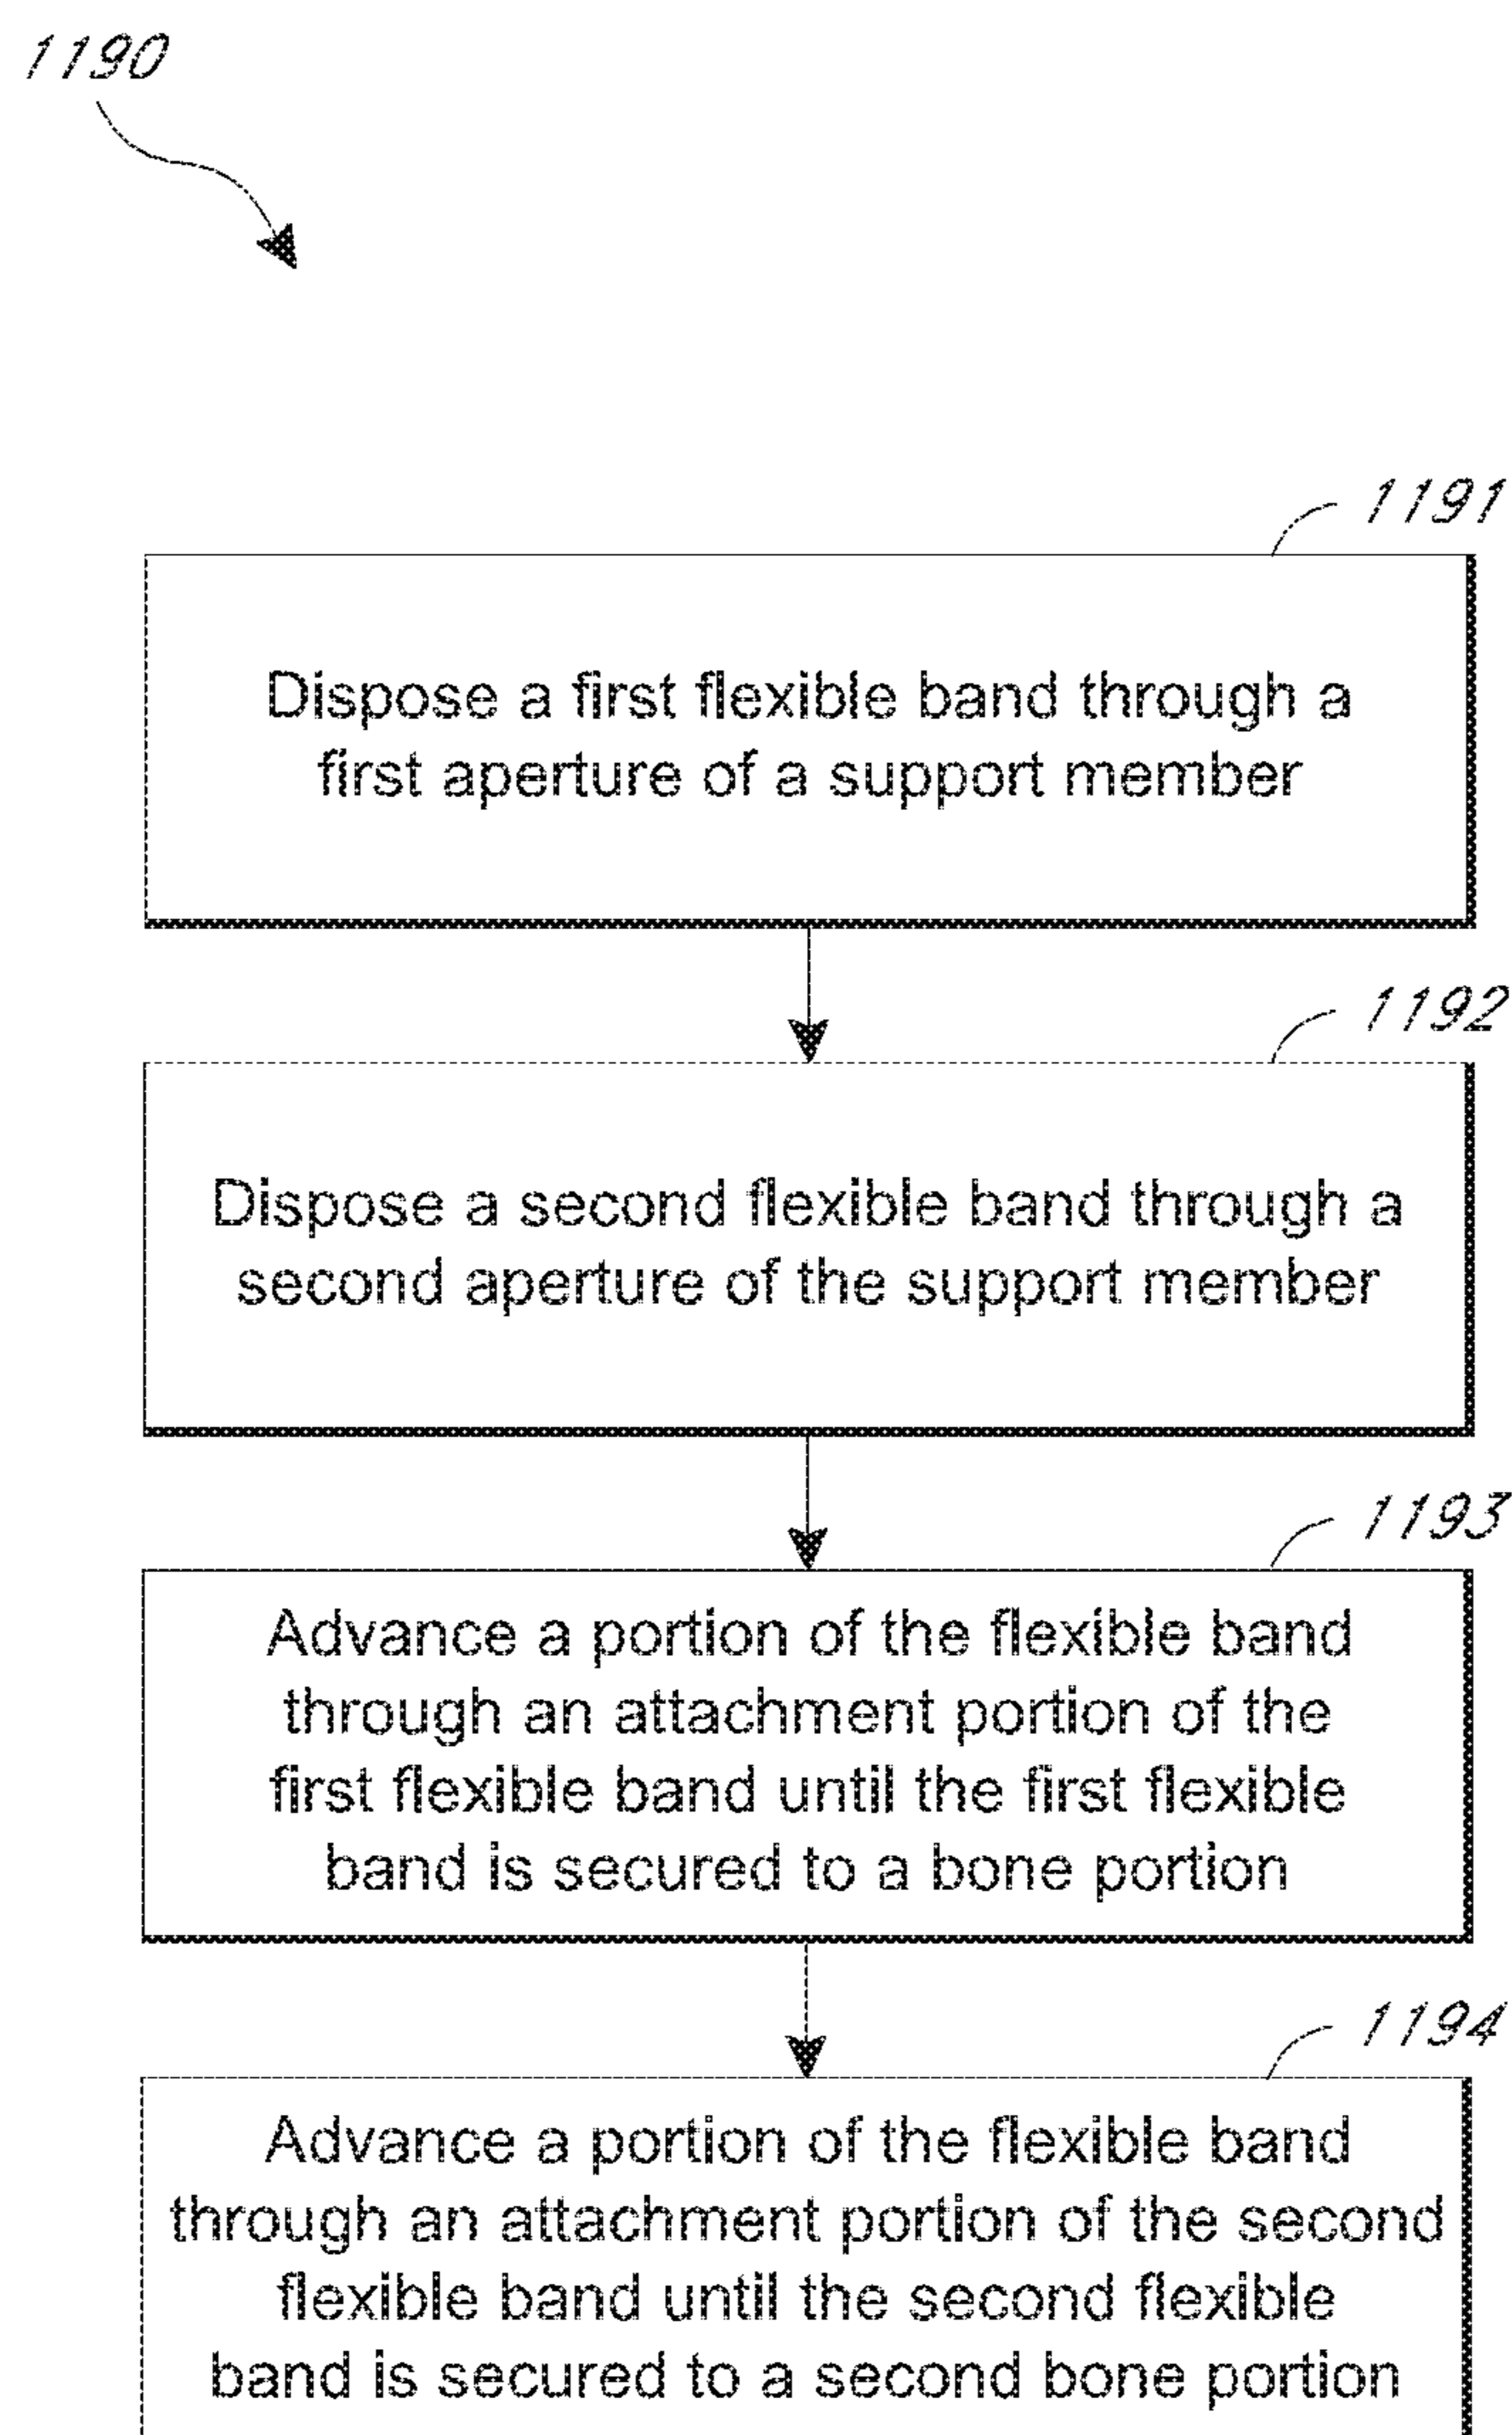 1190
1191
Dispose a first flexible band through a
first aperture of a support member
1192
Dispose a second flexible band through a
second aperture of the support member
1193
Advance a portion of the flexible band
through an attachment portion of the
first flexible band until the first flexible
band is secured to a bone portion
1194
Advance a portion of the flexible band
through an attachment portion of the second
flexible band until the second flexible
band is secured to a second bone portion